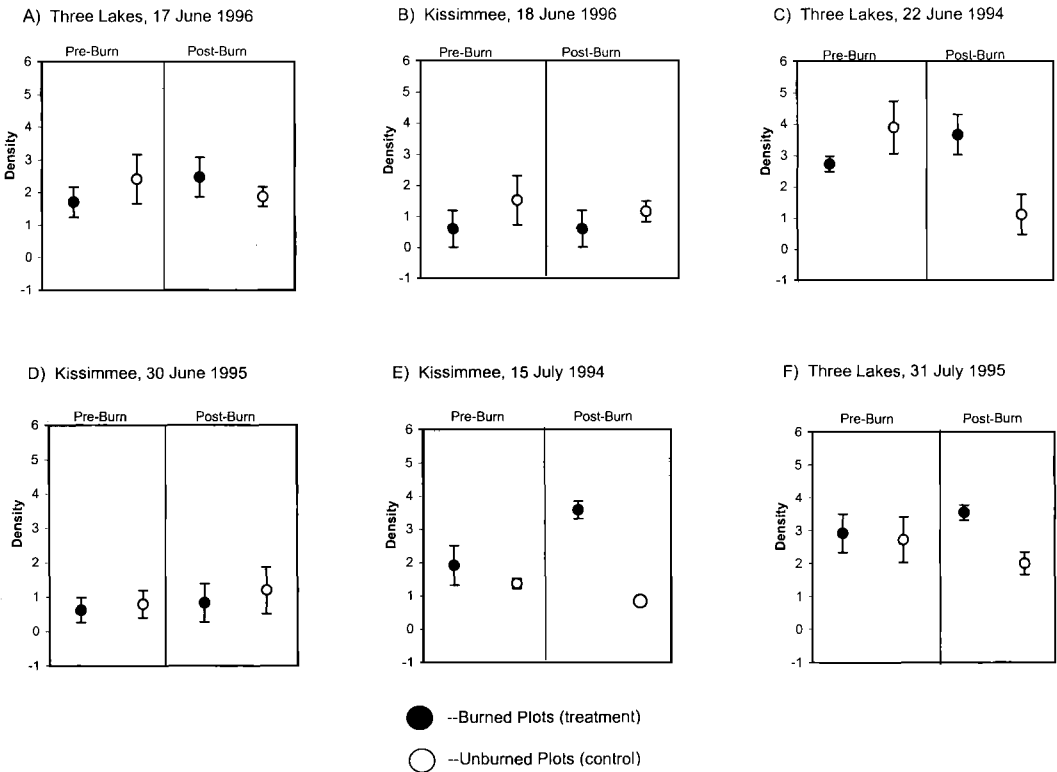 A) Three Lakes, 17 June 1996
Pre-Burn Post-Burn
6
5
4
3
2
1
0
-1
Density
B) Kissimmee, 18 June 1996
Pre-Burn Post-Burn
6
5
4
3
2
1
0
-1
Density
C) Three Lakes, 22 June 1994
Pre-Burn Post-Burn
6
5
4
3
2
1
0
-1
Density
D) Kissimmee, 30 June 1995
Pre-Burn Post-Burn
6
5
4
3
2
1
0
-1
Density
E) Kissimmee, 15 July 1994
Pre-Burn Post-Burn
6
5
4
3
2
1
0
-1
Density
F) Three Lakes, 31 July 1995
Pre-Burn Post-Burn
6
5
4
3
2
1
0
-1
Density
--Burned Plots (treatment)
--Unburned Plots (control)